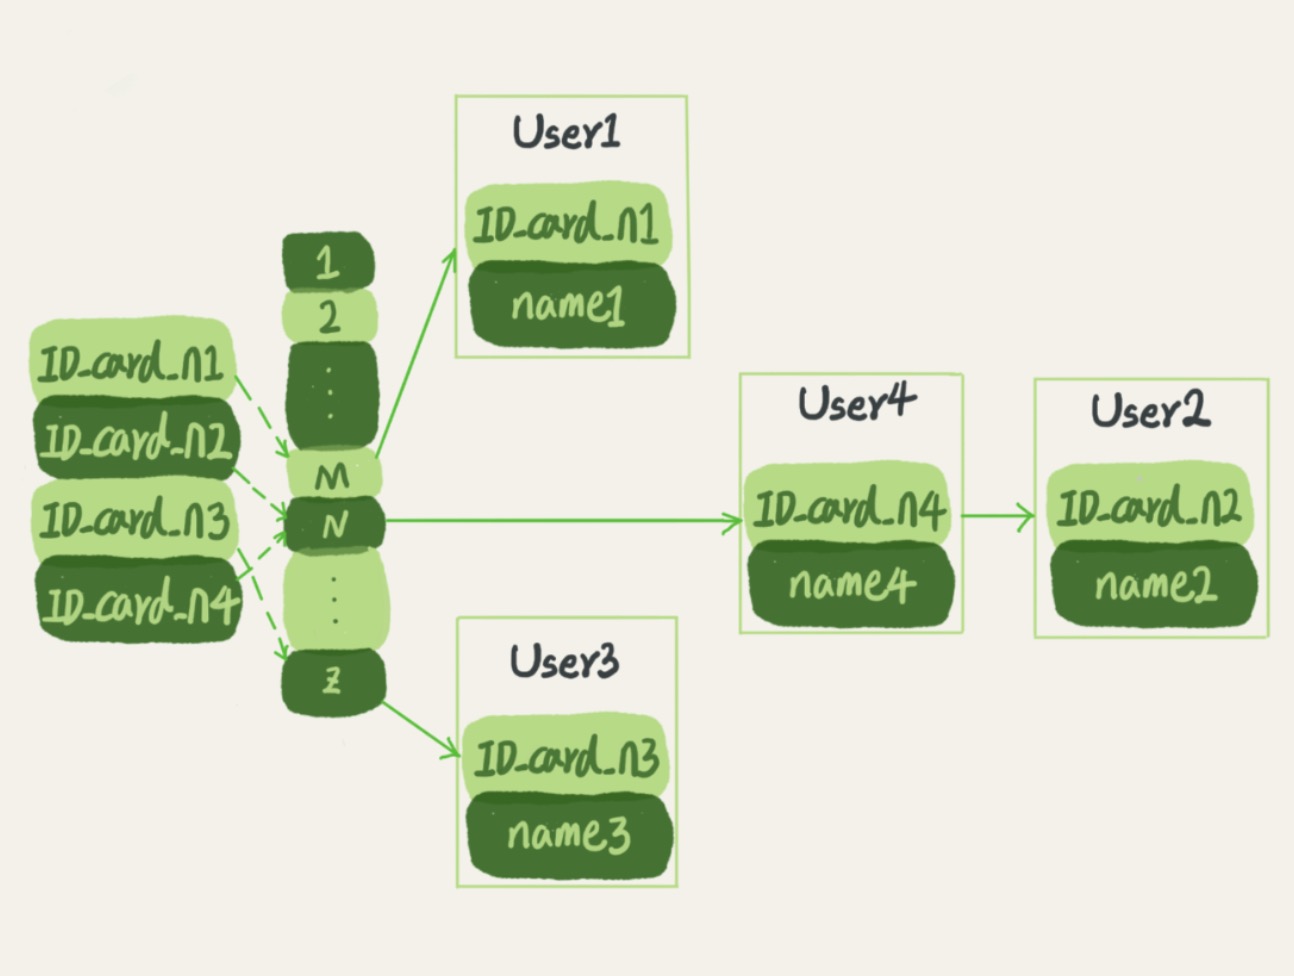 ID_card_n1
ID_card_n2
ID_card_n3
ID_card_n4
1
2
⋮
M
N
⋮
Z
User1
ID_card_n1
name1
User4
ID_card_n4
name4
User2
ID_card_n2
name2
User3
ID_card_n3
name3